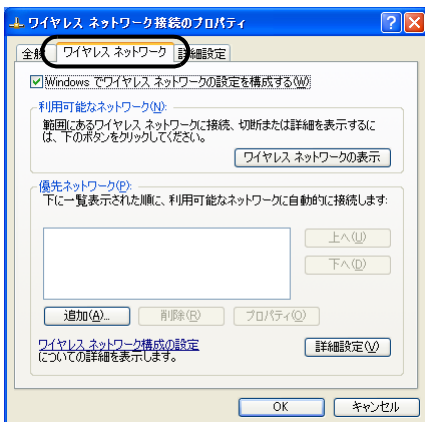 ワイヤレス ネットワーク接続のプロパティ
全般 ワイヤレス ネットワーク 詳細設定
Windows でワイヤレス ネットワークの設定を構成する(W)
利用可能なネットワーク(N):
範囲にあるワイヤレス ネットワークに接続、切断または詳細を表示するに
は、下のボタンをクリックしてください。
ワイヤレス ネットワークの表示
優先ネットワーク(P):
下に一覧表示された順に、利用可能なネットワークに自動的に接続します:
上へ(U)
下へ(D)
追加(A)... 削除(R) プロパティ(O)
ワイヤレス ネットワーク構成の設定
についての詳細を表示します。
詳細設定(V)
OK キャンセル